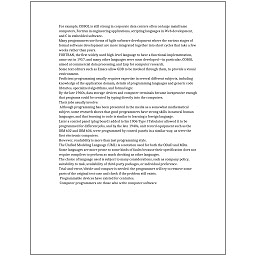 For example, COBOL is still strong in corporate data centers often on large mainframe
computers, Fortran in engineering applications, scripting languages in Web development,
and C in embedded software.
Many programmers use forms of Agile software development where the various stages of
formal software development are more integrated together into short cycles that take a few
weeks rather than years.
FORTRAN, the first widely used high-level language to have a functional implementation,
came out in 1957, and many other languages were soon developed—in particular, COBOL
aimed at commercial data processing, and Lisp for computer research.
Some text editors such as Emacs allow GDB to be invoked through them, to provide a visual
environment.
Proficient programming usually requires expertise in several different subjects, including
knowledge of the application domain, details of programming languages and generic code
libraries, specialized algorithms, and formal logic.
By the late 1960s, data storage devices and computer terminals became inexpensive enough
that programs could be created by typing directly into the computers.
Their jobs usually involve:
Although programming has been presented in the media as a somewhat mathematical
subject, some research shows that good programmers have strong skills in natural human
languages, and that learning to code is similar to learning a foreign language.
Later a control panel (plug board) added to his 1906 Type I Tabulator allowed it to be
programmed for different jobs, and by the late 1940s, unit record equipment such as the
IBM 602 and IBM 604, were programmed by control panels in a similar way, as were the
first electronic computers.
However, readability is more than just programming style.
The Unified Modeling Language (UML) is a notation used for both the OOAD and MDA.
Some languages are more prone to some kinds of faults because their specification does not
require compilers to perform as much checking as other languages.
The choice of language used is subject to many considerations, such as company policy,
suitability to task, availability of third-party packages, or individual preference.
Trial-and-error/divide-and-conquer is needed: the programmer will try to remove some
parts of the original test case and check if the problem still exists.
Programmable devices have existed for centuries.
Computer programmers are those who write computer software.